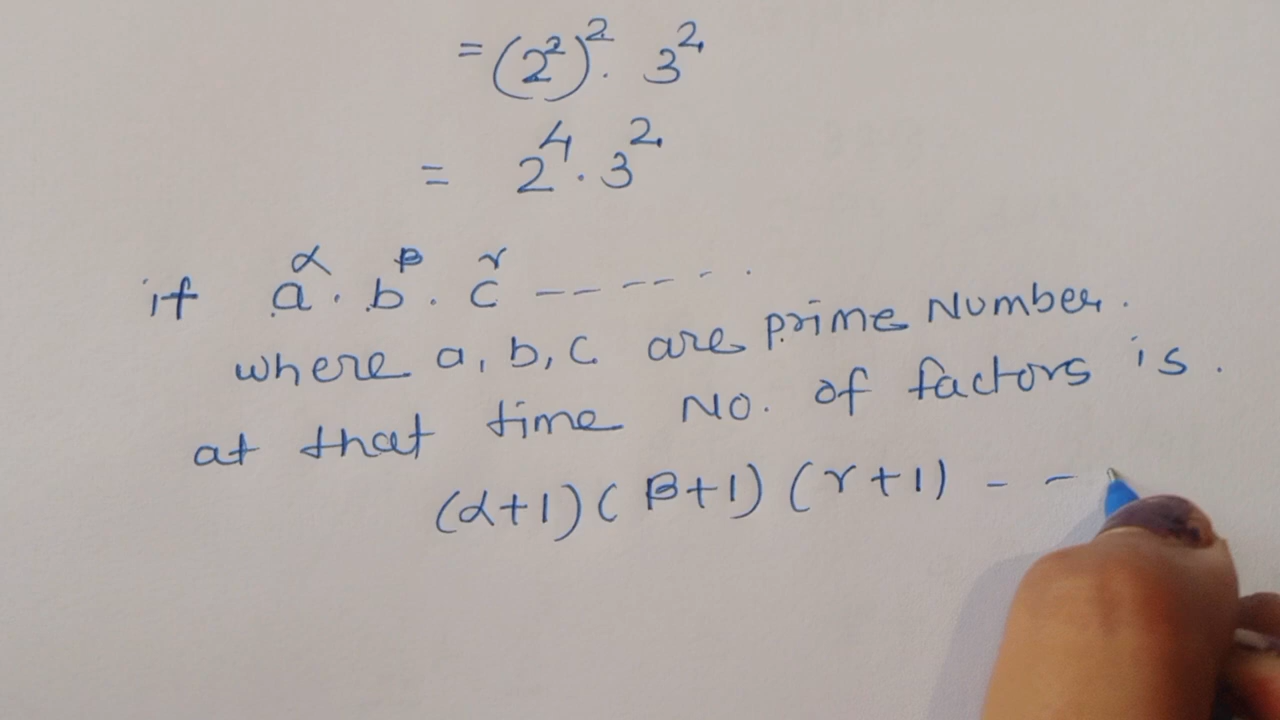 = (2²)². 3²
= 2⁴. 3²
if a^α. b^β. c^γ ------.
where a, b, c are prime Number.
at that time No. of factors is.
(α+1)(β+1)(γ+1) - -